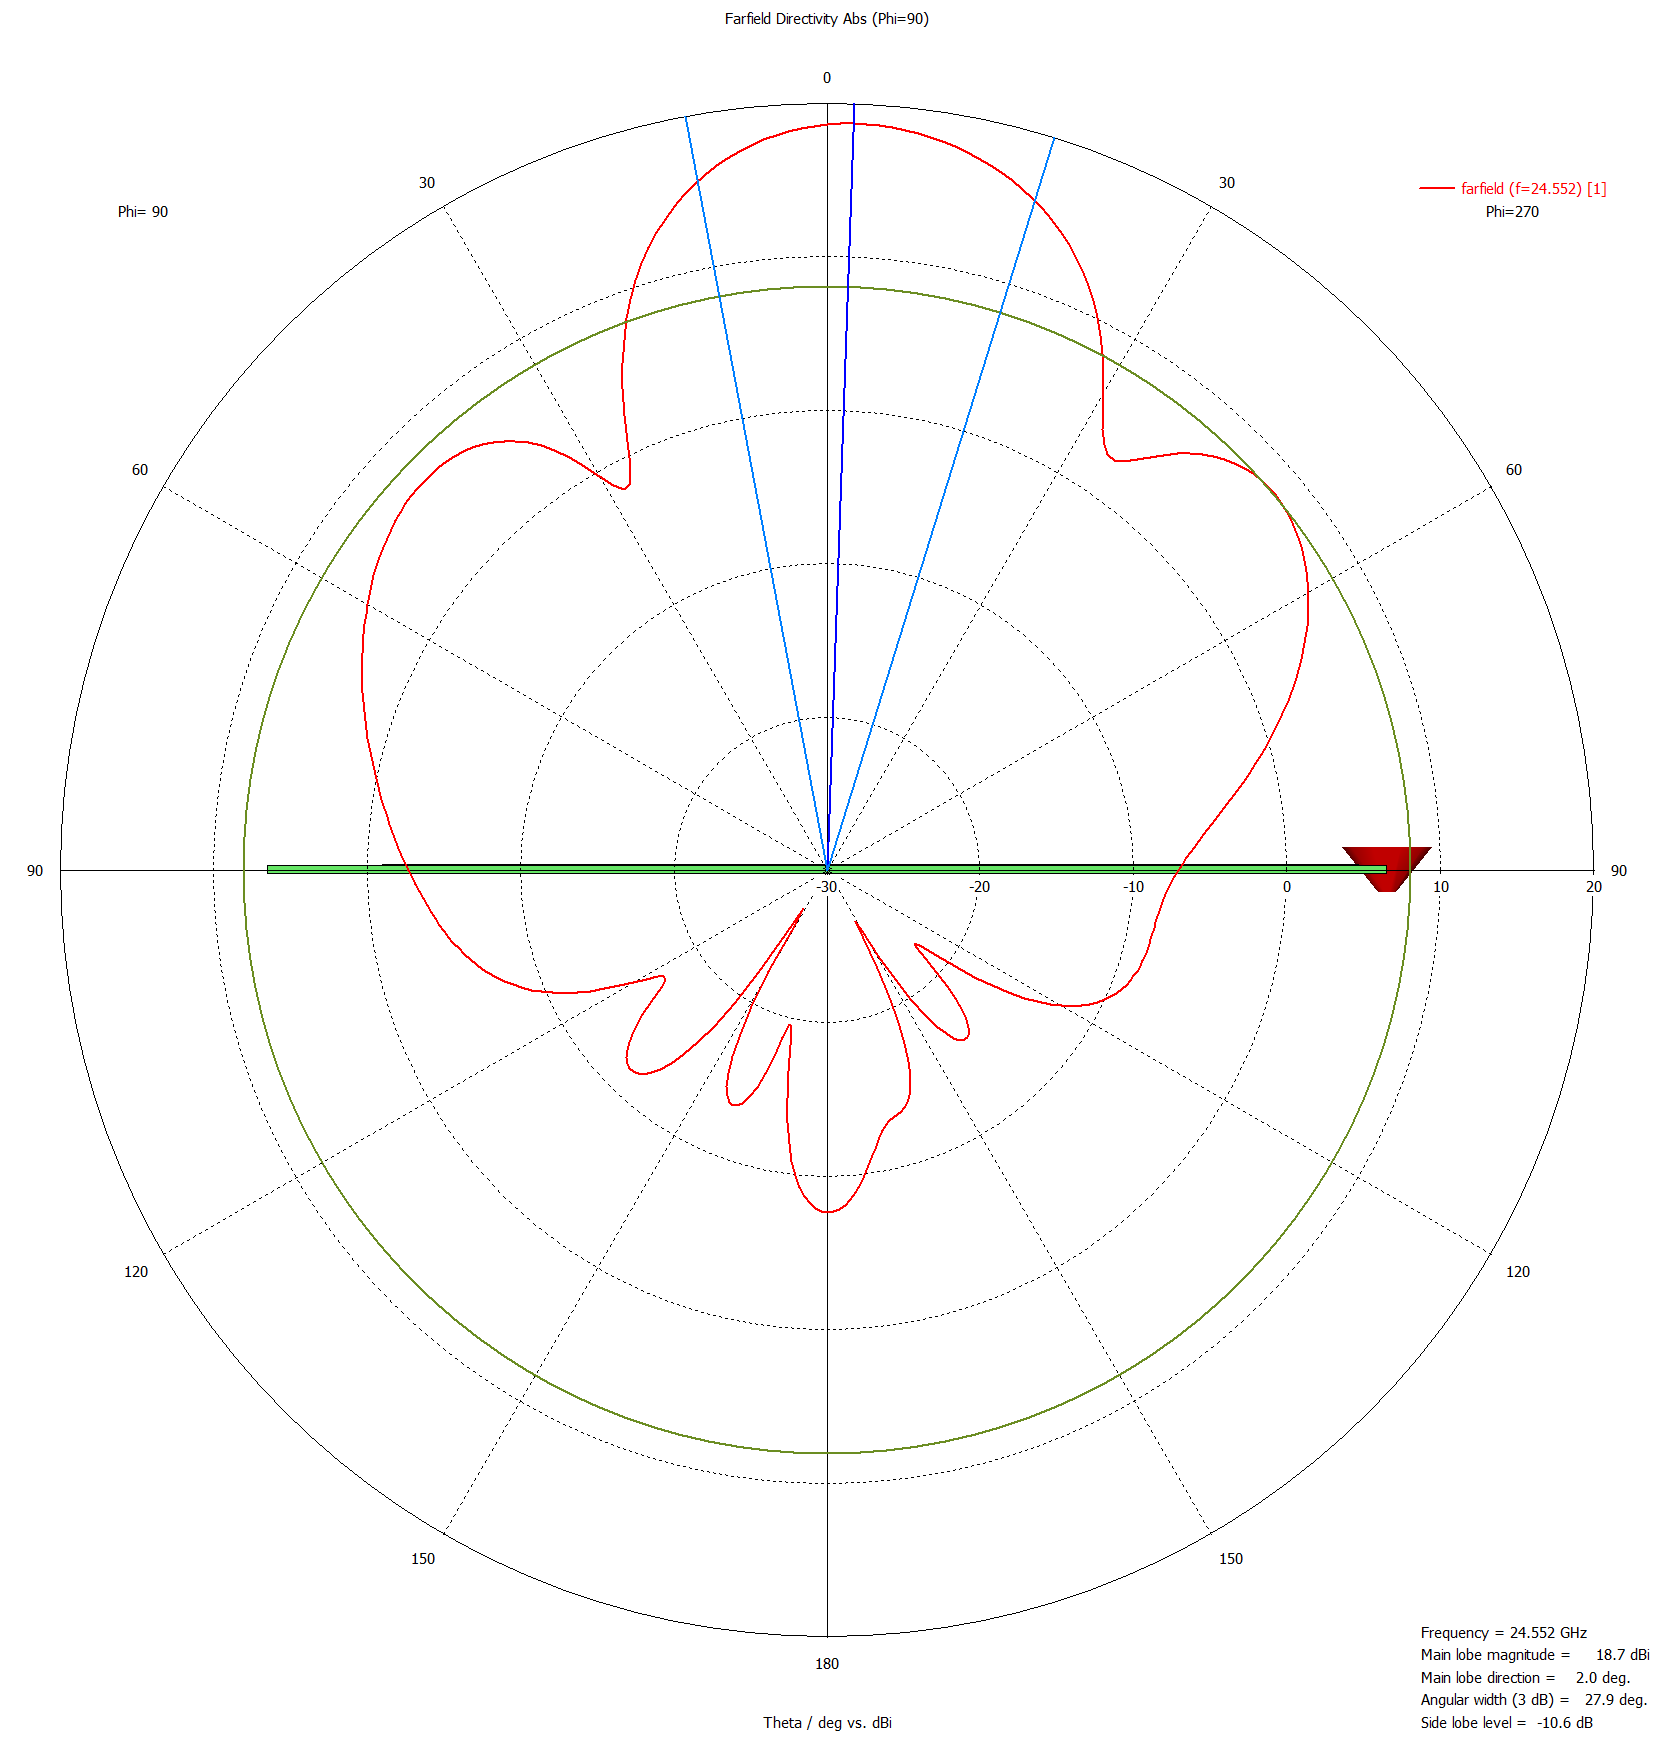 Farfield Directivity Abs (Phi=90)
0
30
30
farfield (f=24.552) [1]
Phi= 90
Phi=270
60
60
90
90
-30
-20
-10
0
10
20
120
120
150
150
Frequency = 24.552 GHz
Main lobe magnitude = 18.7 dBi
180
Main lobe direction = 2.0 deg.
Angular width (3 dB) = 27.9 deg.
Theta / deg vs. dBi
Side lobe level = -10.6 dB